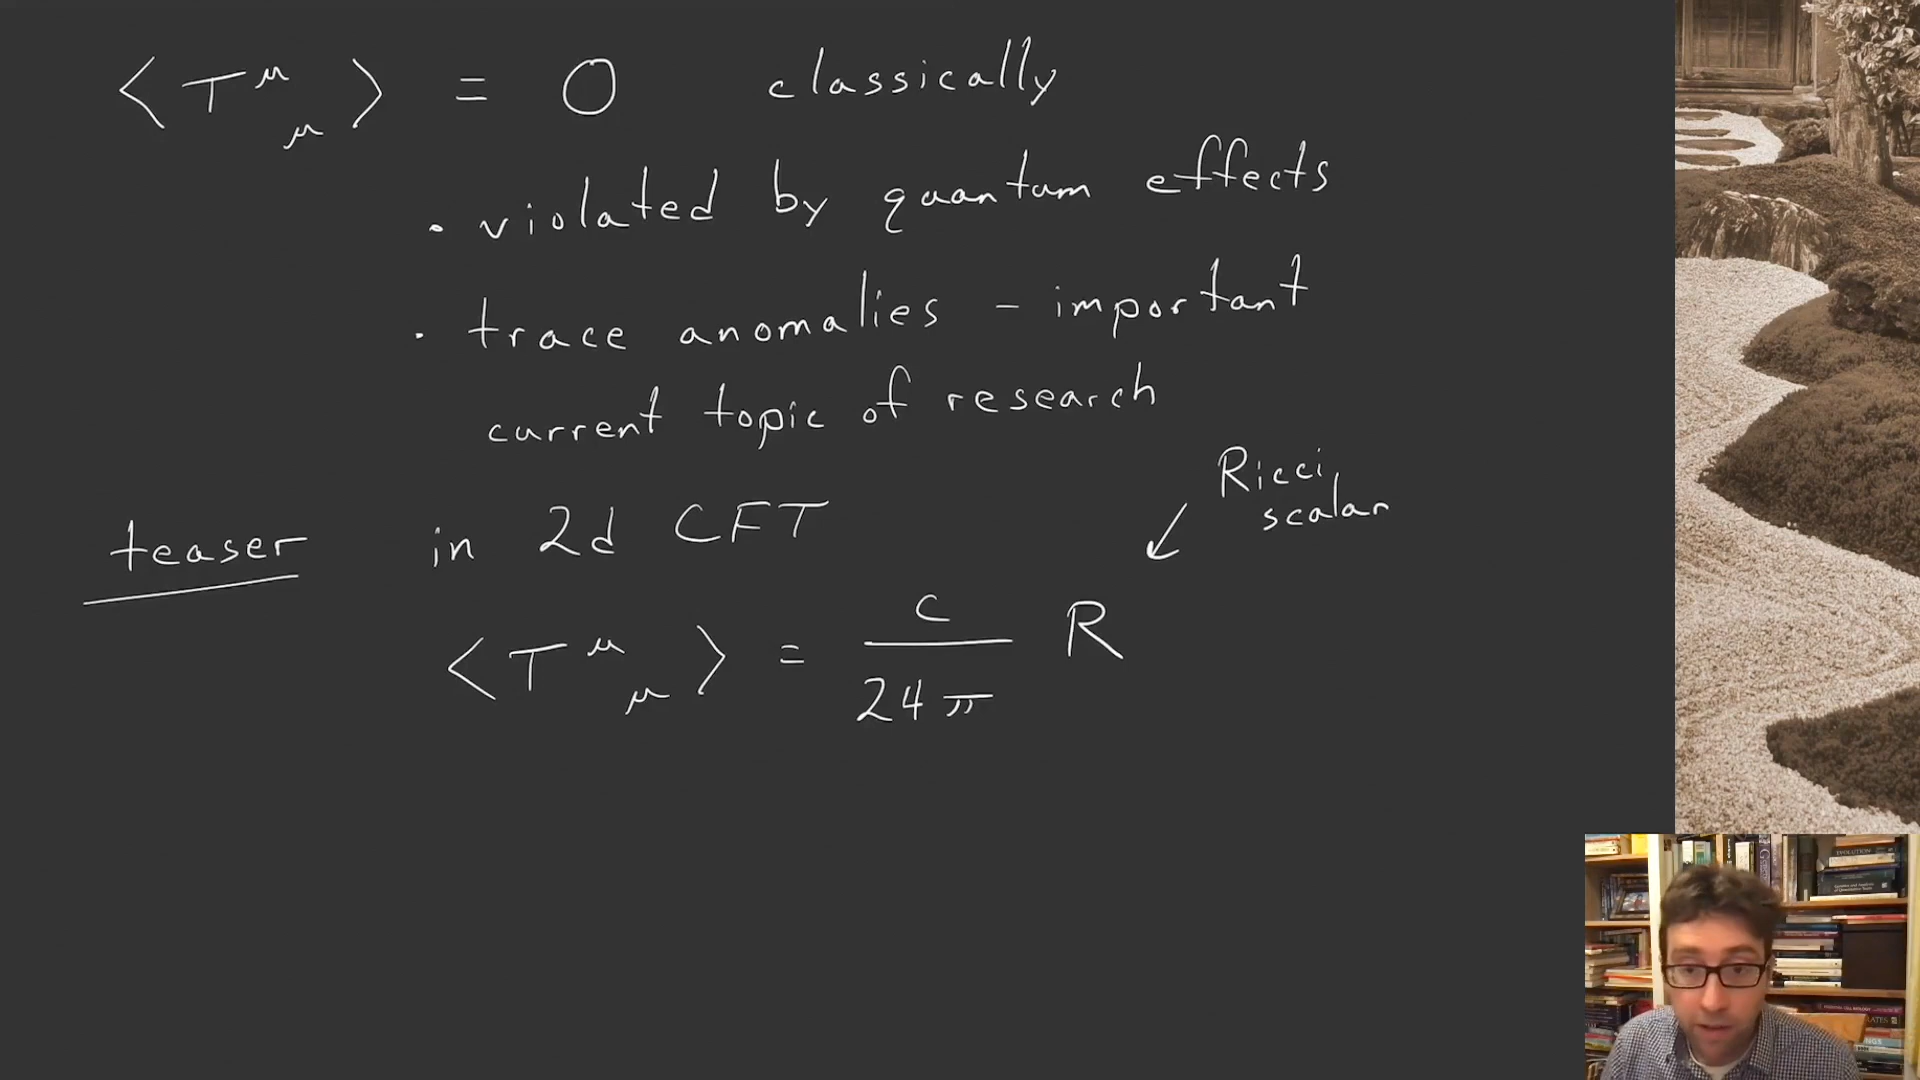 ⟨T^μ_μ⟩ = 0 classically
• violated by quantum effects
• trace anomalies - important
current topic of research
Ricci
scalar
teaser in 2d CFT
⟨T^μ_μ⟩ = c/24π R
EVOLUTION